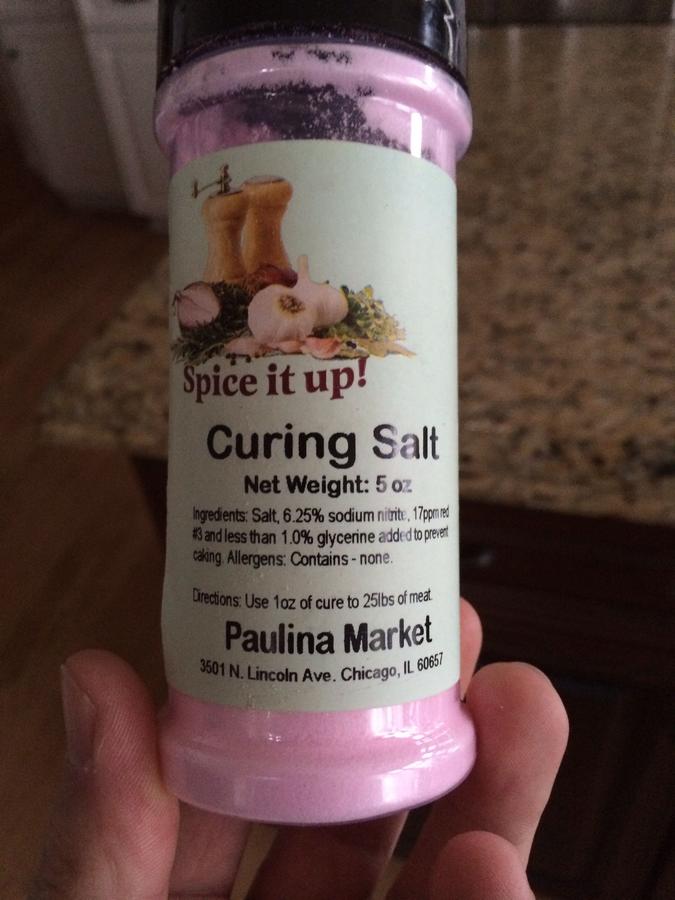 Spice it up!
Curing Salt
Net Weight: 5 oz
Ingredients: Salt, 6.25% sodium nitrite, 17ppm red
#3 and less than 1.0% glycerine added to prevent
caking. Allergens: Contains - none.
Directions: Use 1oz of cure to 25lbs of meat.
Paulina Market
3501 N. Lincoln Ave. Chicago, IL 60657